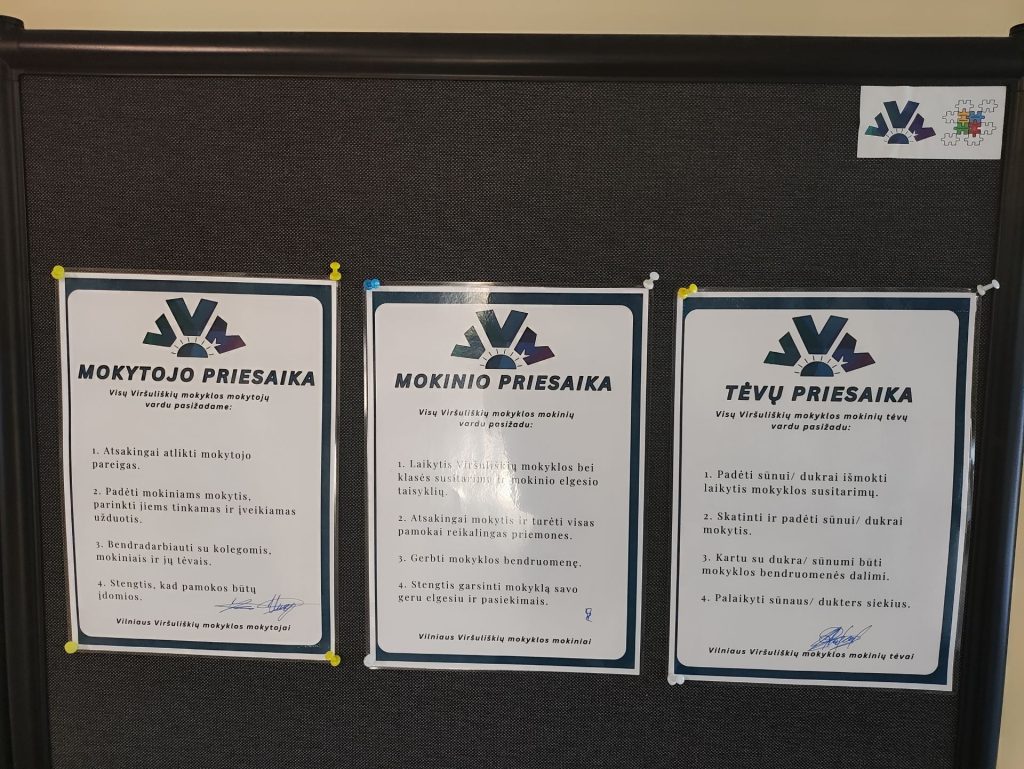 VVM
VVM
MOKYTOJO PRIESAIKA
Visų Viršuliškių mokyklos mokytojų
vardu pasižadame:
1. Atsakingai atlikti mokytojo
pareigas.
2. Padėti mokiniams mokytis,
parinkti jiems tinkamas ir įveikiamas
užduotis.
3. Bendradarbiauti su kolegomis,
mokiniais ir jų tėvais.
4. Stengtis, kad pamokos būtų
įdomios.
Vilniaus Viršuliškių mokyklos mokytojai
VVM
MOKINIO PRIESAIKA
Visų Viršuliškių mokyklos mokinių
vardu pasižadu:
1. Laikytis Viršuliškių mokyklos bei
klasės susitarimų ir mokinio elgesio
taisyklių.
2. Atsakingai mokytis ir turėti visas
pamokai reikalingas priemones.
3. Gerbti mokyklos bendruomenę.
4. Stengtis garsinti mokyklą savo
geru elgesiu ir pasiekimais.
Vilniaus Viršuliškių mokyklos mokiniai
VVM
TĖVŲ PRIESAIKA
Visų Viršuliškių mokyklos mokinių tėvų
vardu pasižadu:
1. Padėti sūnui/ dukrai išmokti
laikytis mokyklos susitarimų.
2. Skatinti ir padėti sūnui/ dukrai
mokytis.
3. Kartu su dukra/ sūnumi būti
mokyklos bendruomenės dalimi.
4. Palaikyti sūnaus/ dukters siekius.
Vilniaus Viršuliškių mokyklos mokinių tėvai